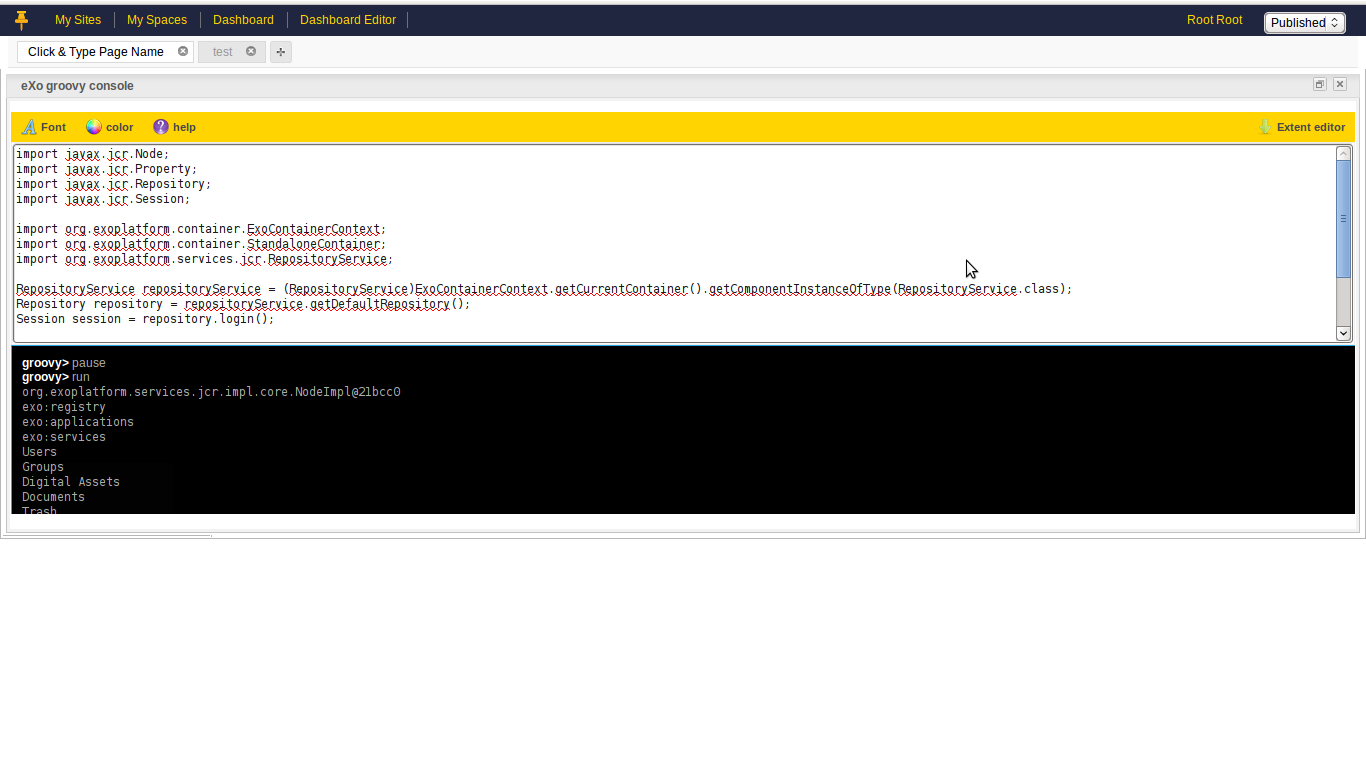 My Sites My Spaces Dashboard Dashboard Editor Root Root Published
Click & Type Page Name test
eXo groovy console
Font color help Extent editor
import javax.jcr.Node;
import javax.jcr.Property;
import javax.jcr.Repository;
import javax.jcr.Session;
import org.exoplatform.container.ExoContainerContext;
import org.exoplatform.container.StandaloneContainer;
import org.exoplatform.services.jcr.RepositoryService;
RepositoryService repositoryService = (RepositoryService)ExoContainerContext.getCurrentContainer().getComponentInstanceOfType(RepositoryService.class);
Repository repository = repositoryService.getDefaultRepository();
Session session = repository.login();
groovy> pause
groovy> run
org.exoplatform.services.jcr.impl.core.NodeImpl@21bcc0
exo:registry
exo:applications
exo:services
Users
Groups
Digital Assets
Documents
Trash